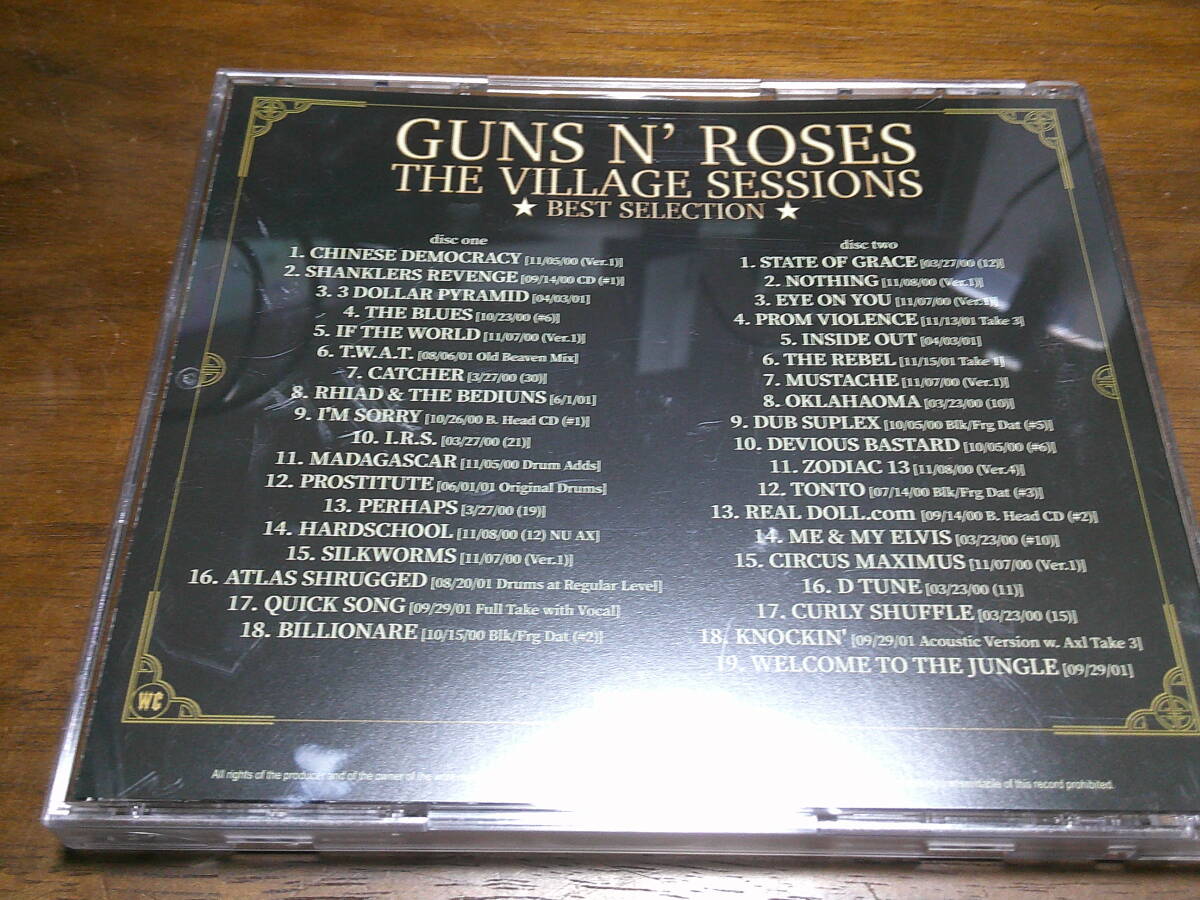 GUNS N' ROSES
THE VILLAGE SESSIONS
★ BEST SELECTION ★
disc one
1. CHINESE DEMOCRACY [11/05/00 (Ver.1)]
2. SHANKLERS REVENGE [09/14/00 CD (#1)]
3. 3 DOLLAR PYRAMID [04/03/01]
4. THE BLUES [10/23/00 (#6)]
5. IF THE WORLD [11/07/00 (Ver.1)]
6. T.W.A.T. [08/06/01 Old Beaven Mix]
7. CATCHER [3/27/00 (30)]
8. RHIAD & THE BEDIUNS [6/1/01]
9. I'M SORRY [10/26/00 B. Head CD (#1)]
10. I.R.S. [03/27/00 (21)]
11. MADAGASCAR [11/05/00 Drum Adds]
12. PROSTITUTE [06/01/01 Original Drums]
13. PERHAPS [3/27/00 (19)]
14. HARDSCHOOL [11/08/00 (12) NU AX]
15. SILKWORMS [11/07/00 (Ver.1)]
16. ATLAS SHRUGGED [08/20/01 Drums at Regular Level]
17. QUICK SONG [09/29/01 Full Take with Vocal]
18. BILLIONARE [10/15/00 Blk/Frg Dat (#2)]
disc two
1. STATE OF GRACE [03/27/00 (12)]
2. NOTHING [11/08/00 (Ver.1)]
3. EYE ON YOU [11/07/00 (Ver.1)]
4. PROM VIOLENCE [11/13/01 Take 3]
5. INSIDE OUT [04/03/01]
6. THE REBEL [11/15/01 Take 1]
7. MUSTACHE [11/07/00 (Ver.1)]
8. OKLAHAOMA [03/23/00 (10)]
9. DUB SUPLEX [10/05/00 Blk/Frg Dat (#5)]
10. DEVIOUS BASTARD [10/05/00 (#6)]
11. ZODIAC 13 [11/08/00 (Ver.4)]
12. TONTO [07/14/00 Blk/Frg Dat (#3)]
13. REAL DOLL.com [09/14/00 B. Head CD (#2)]
14. ME & MY ELVIS [03/23/00 (#10)]
15. CIRCUS MAXIMUS [11/07/00 (Ver.1)]
16. D TUNE [03/23/00 (11)]
17. CURLY SHUFFLE [03/23/00 (15)]
18. KNOCKIN' [09/29/01 Acoustic Version w. Axl Take 3]
19. WELCOME TO THE JUNGLE [09/29/01]
WC
All rights of the producer and of the owner of the work of this record prohibited.